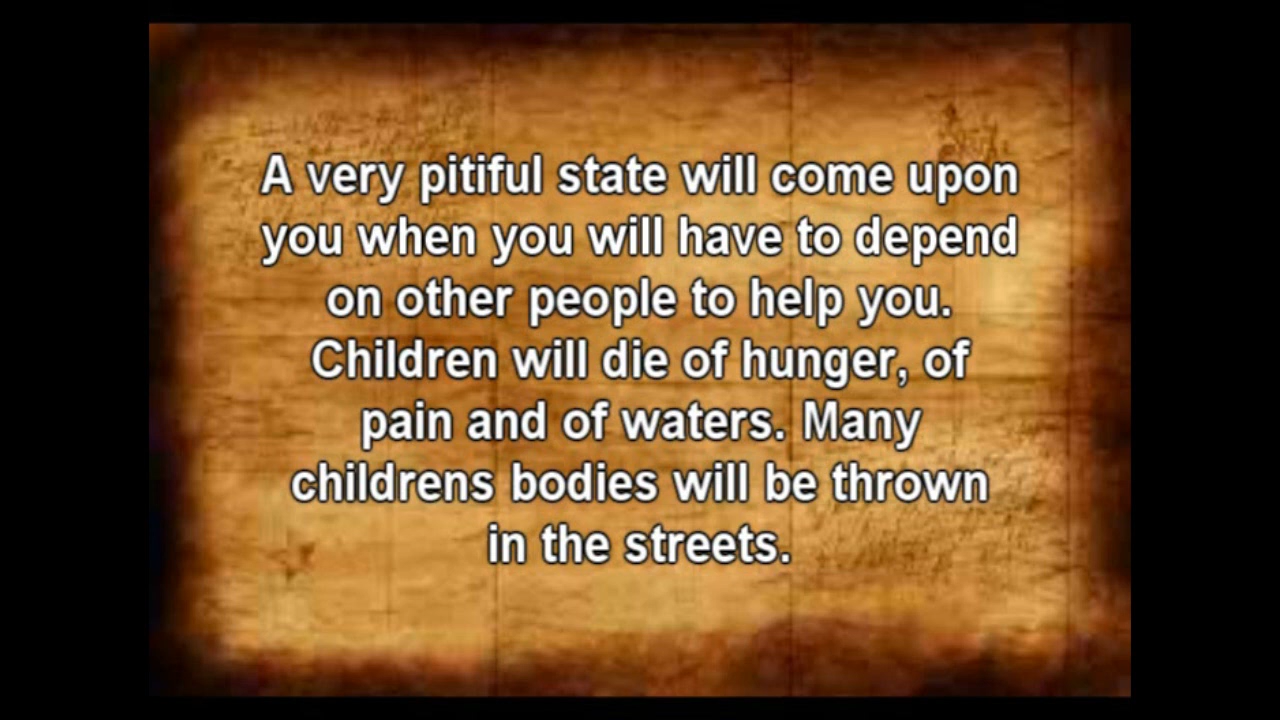 A very pitiful state will come upon
you when you will have to depend
on other people to help you.
Children will die of hunger, of
pain and of waters. Many
childrens bodies will be thrown
in the streets.